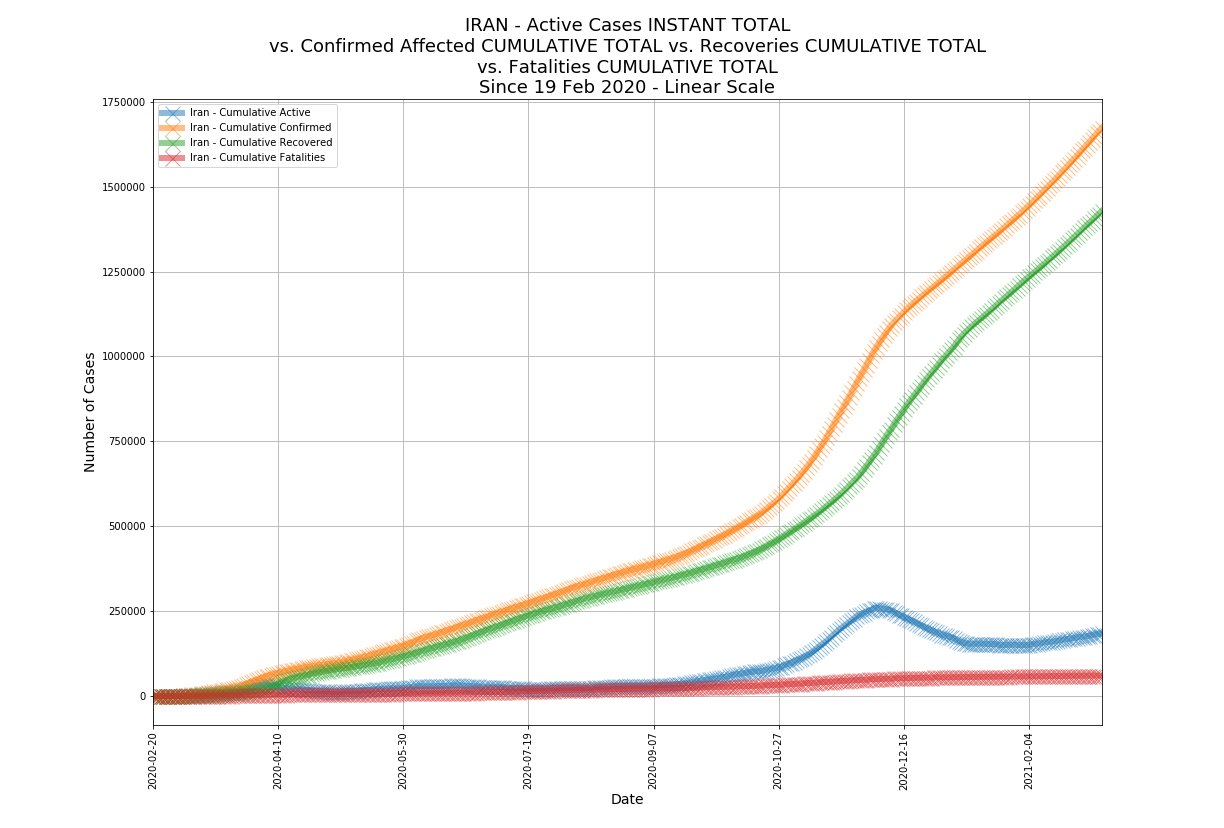 IRAN - Active Cases INSTANT TOTAL
vs. Confirmed Affected CUMULATIVE TOTAL vs. Recoveries CUMULATIVE TOTAL
vs. Fatalities CUMULATIVE TOTAL
Since 19 Feb 2020 - Linear Scale
Iran - Cumulative Active
Iran - Cumulative Confirmed
Iran - Cumulative Recovered
Iran - Cumulative Fatalities
Number of Cases
1750000
1500000
1250000
1000000
750000
500000
250000
0
2020-02-20
2020-04-10
2020-05-30
2020-07-19
2020-09-07
2020-10-27
2020-12-16
2021-02-04
Date